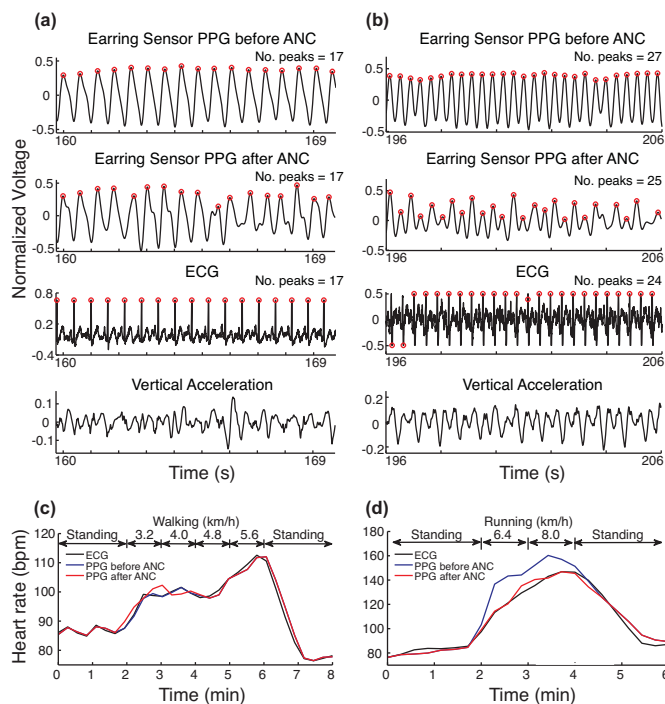 (a)
Earring Sensor PPG before ANC
No. peaks = 17
0.5
0
-0.5
160
169
Earring Sensor PPG after ANC
No. peaks = 17
0.5
0
-0.5
160
169
ECG
No. peaks = 17
0.8
0.2
-0.4
160
169
Vertical Acceleration
0.1
-0.1
160
169
Time (s)
Normalized Voltage
(b)
Earring Sensor PPG before ANC
No. peaks = 27
0.5
0
-0.5
196
206
Earring Sensor PPG after ANC
No. peaks = 25
0.5
0
-0.5
196
206
ECG
No. peaks = 24
0.5
0
-0.5
196
206
Vertical Acceleration
0.1
-0.2
196
206
Time (s)
(c)
Walking (km/h)
Standing 3.2 4.0 4.8 5.6 Standing
ECG
PPG before ANC
PPG after ANC
120
110
100
90
80
Heart rate (bpm)
0 1 2 3 4 5 6 7 8
Time (min)
(d)
Running (km/h)
Standing 6.4 8.0 Standing
ECG
PPG before ANC
PPG after ANC
180
160
140
120
100
80
0 1 2 3 4 5 6
Time (min)